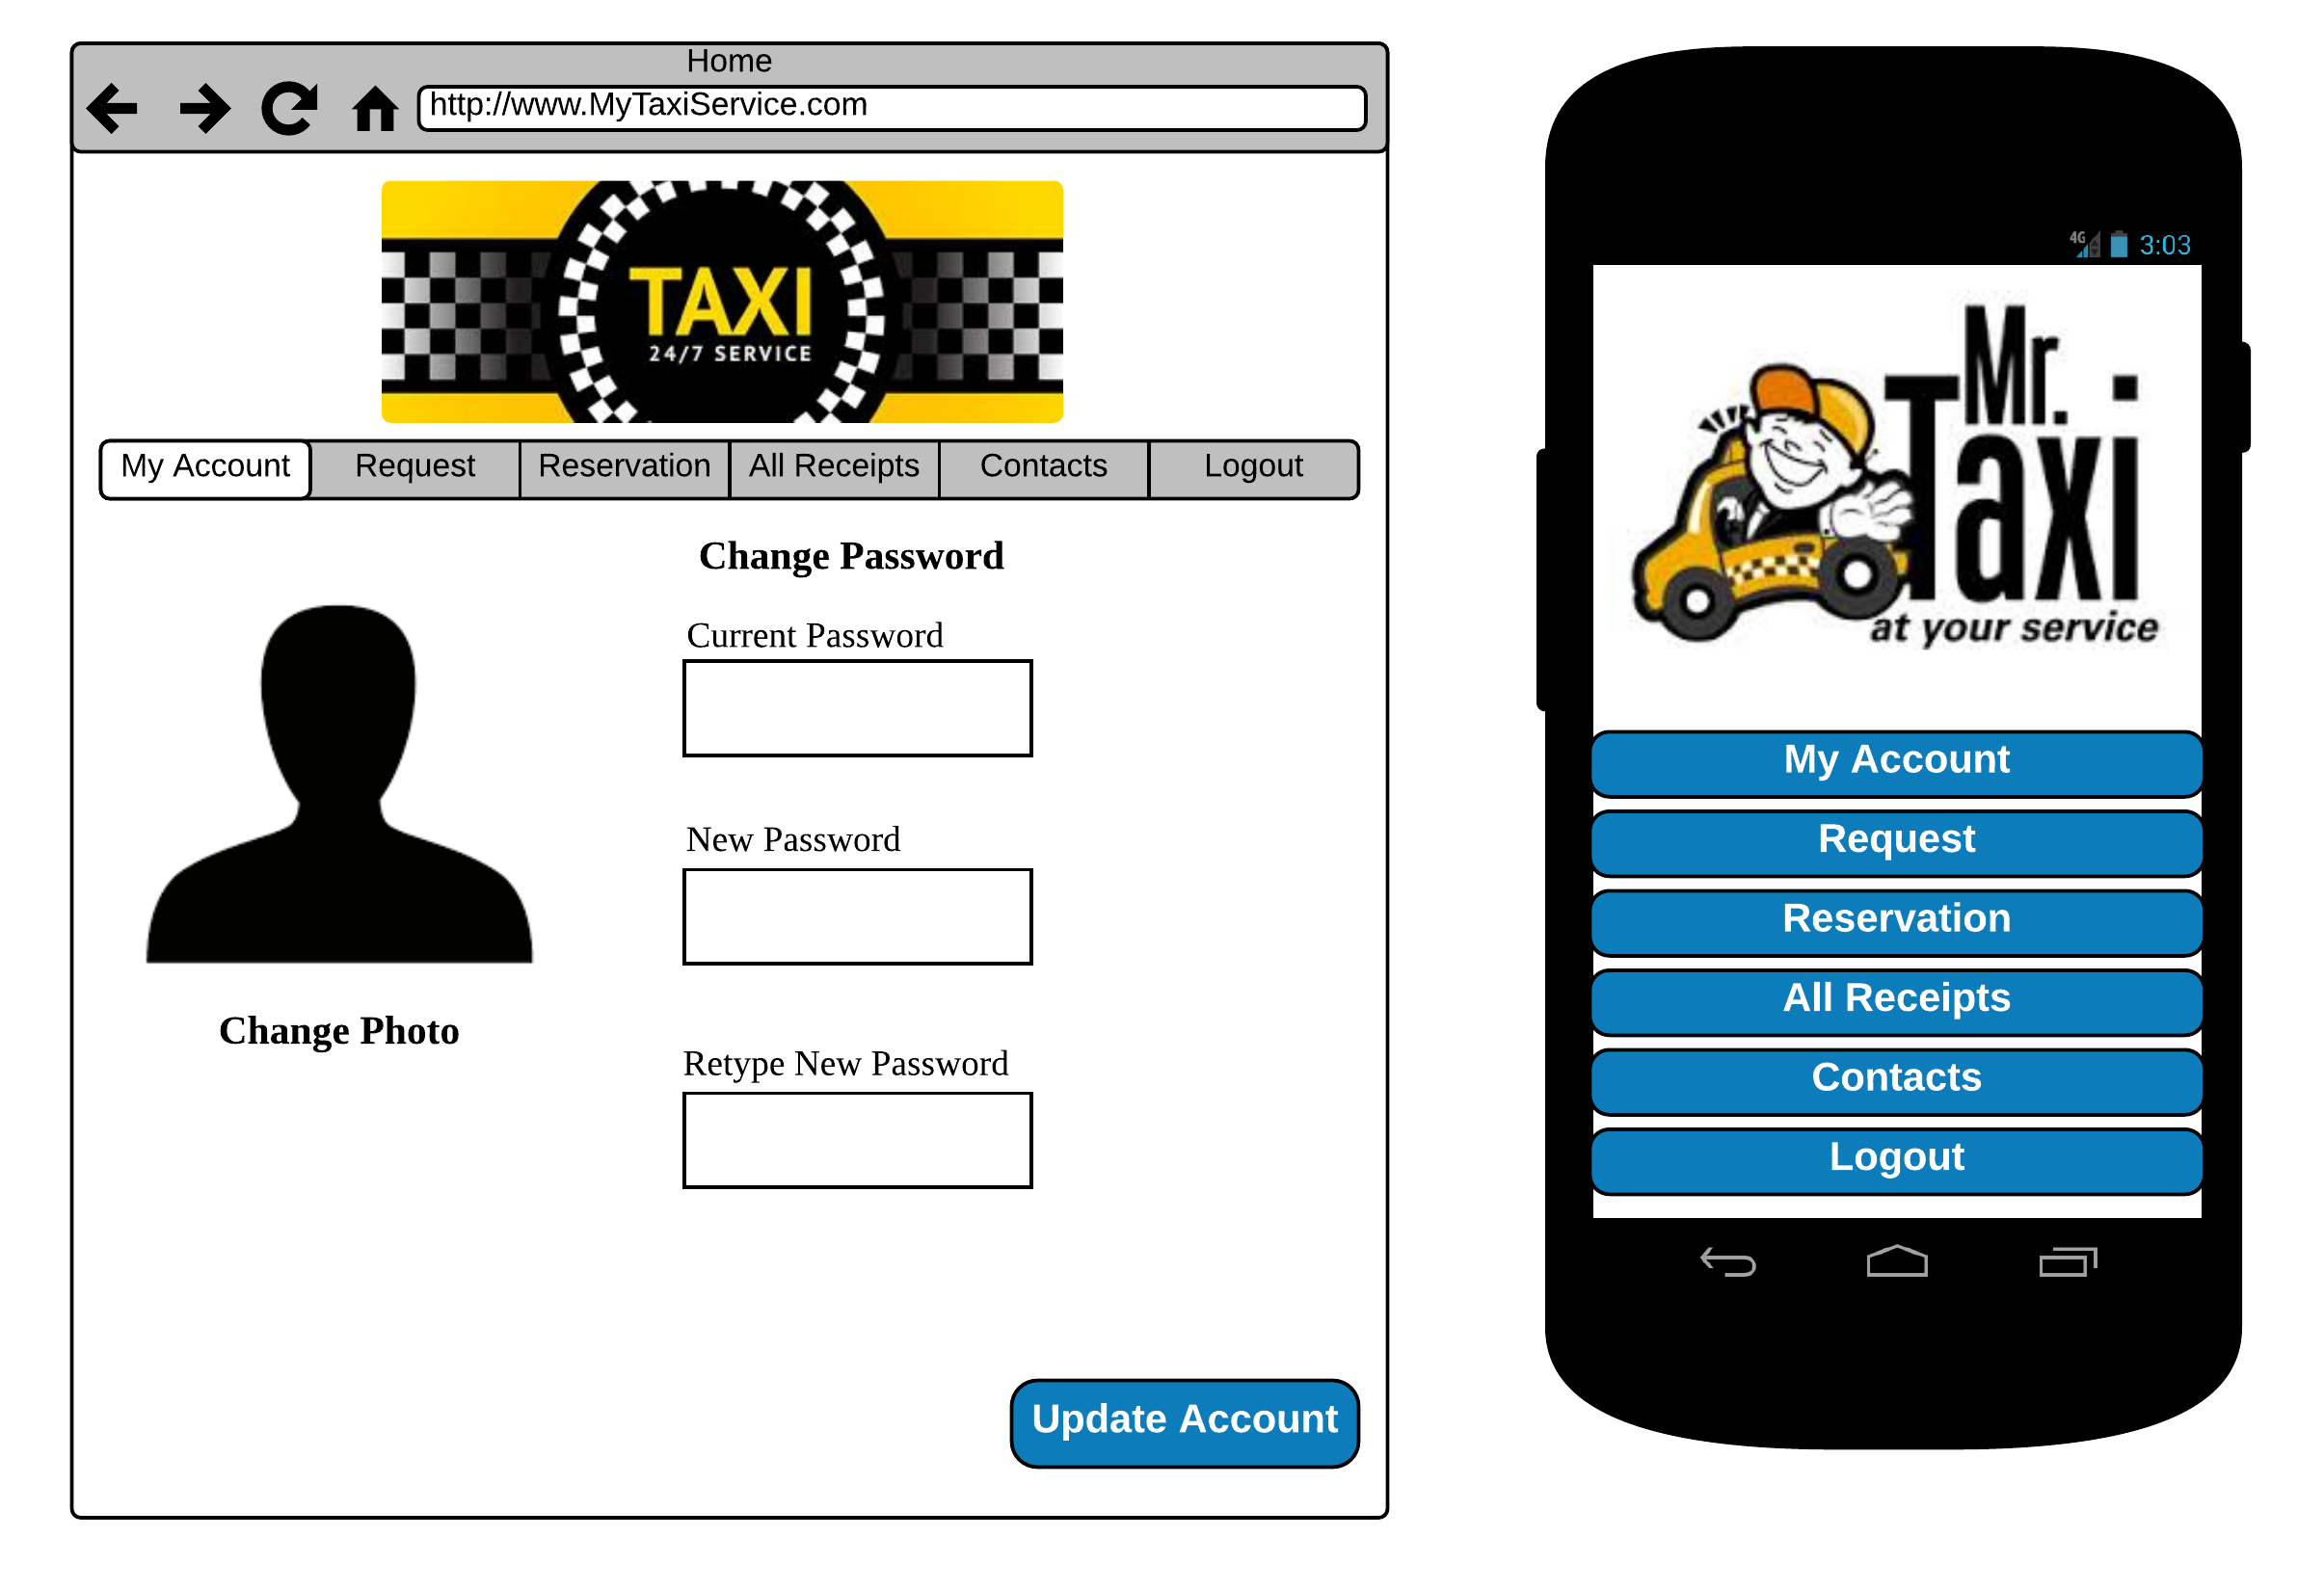 Home
http://www.MyTaxiService.com
TAXI
24/7 SERVICE
My Account Request Reservation All Receipts Contacts Logout
Change Password
Current Password
New Password
Change Photo
Retype New Password
Update Account
4G 3:03
Mr.
Taxi
at your service
My Account
Request
Reservation
All Receipts
Contacts
Logout